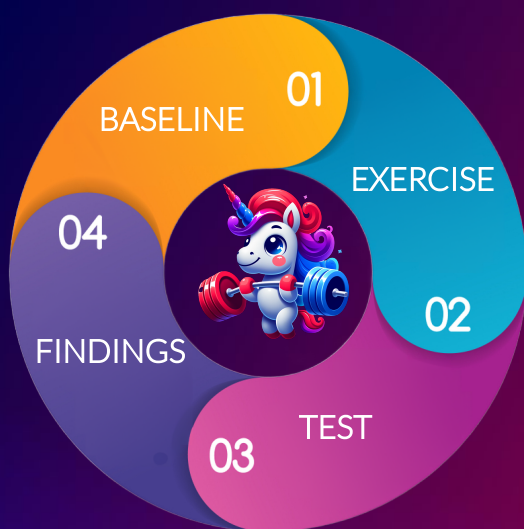 01
BASELINE
EXERCISE
02
TEST
03
04
FINDINGS